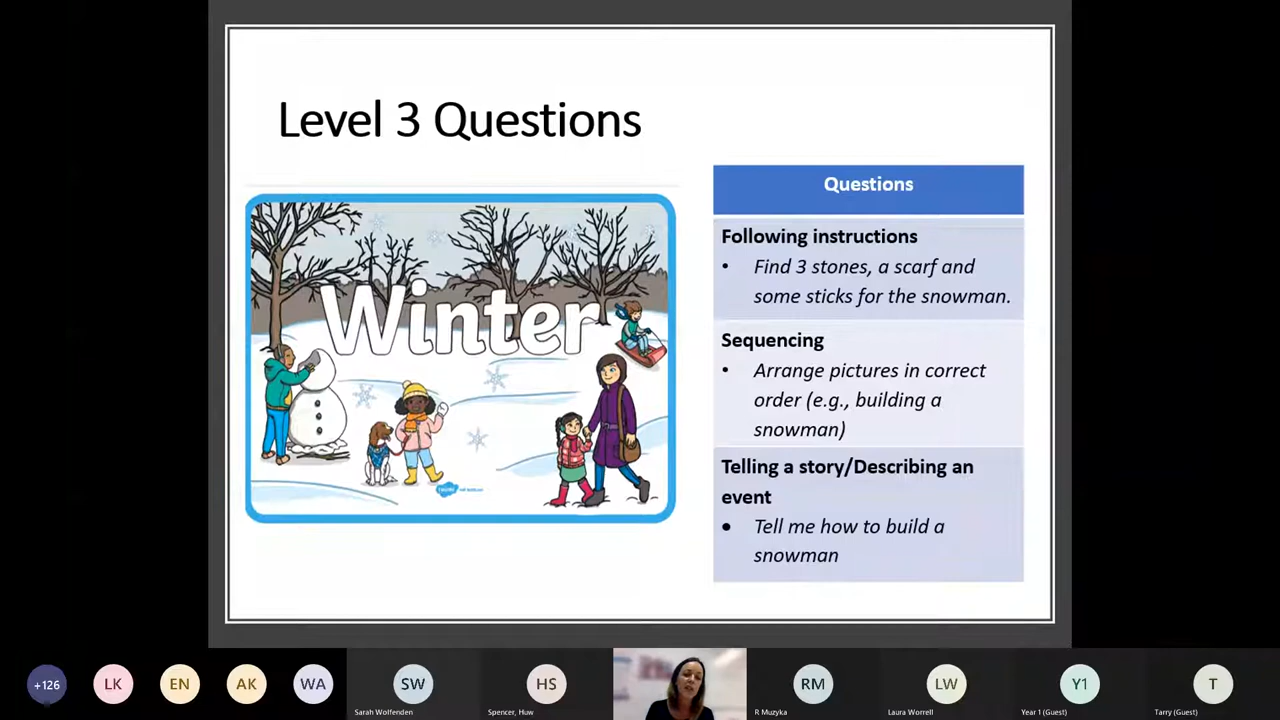 Level 3 Questions
Winter
Questions
Following instructions
• Find 3 stones, a scarf and
some sticks for the snowman.
Sequencing
• Arrange pictures in correct
order (e.g., building a
snowman)
Telling a story/Describing an
event
• Tell me how to build a
snowman
+126
LK
EN
AK
WA
SW
HS
RM
LW
Y1
T
Sarah Wolfenden
Spencer, Huw
R Muzyka
Laura Worrell
Year 1 (Guest)
Tarry (Guest)